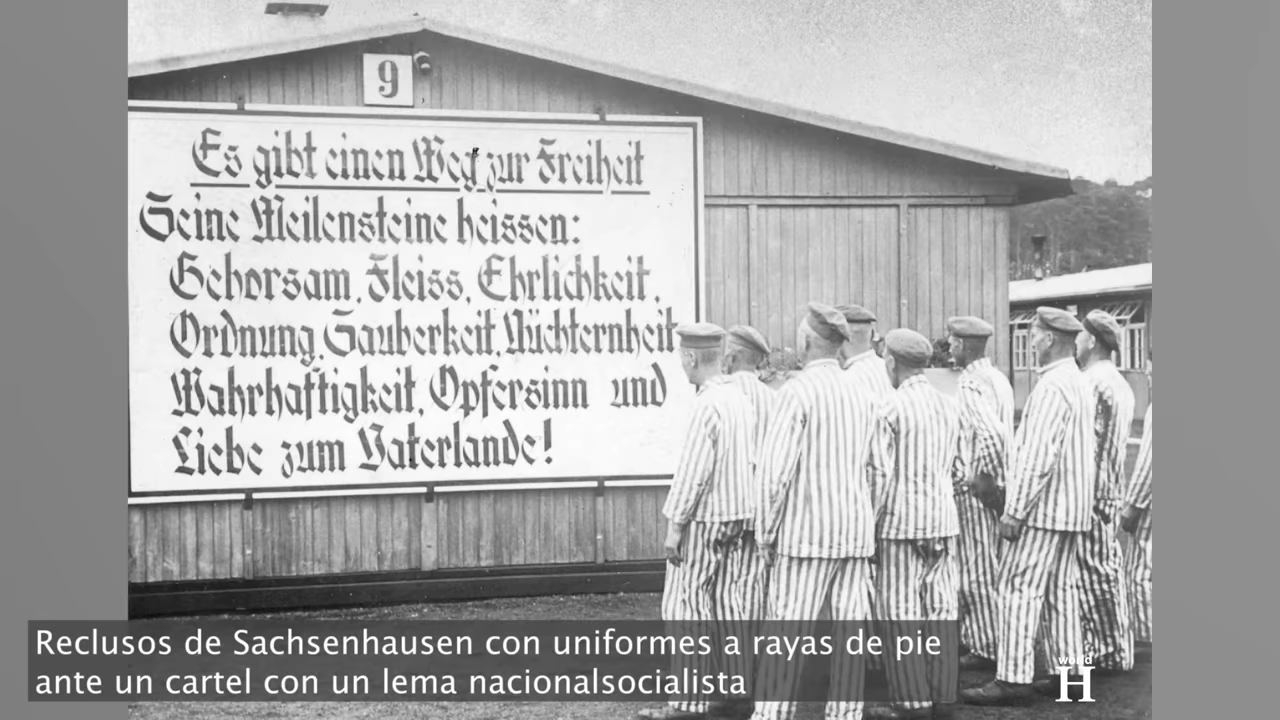 9
Es gibt einen Weg zur Freiheit
Seine Meilensteine heissen:
Gehorsam, Fleiss, Ehrlichkeit,
Ordnung, Sauberkeit, Nüchternheit
Wahrhaftigkeit, Opfersinn und
Liebe zum Vaterlande!
Reclusos de Sachsenhausen con uniformes a rayas de pie
ante un cartel con un lema nacionalsocialista
world
H